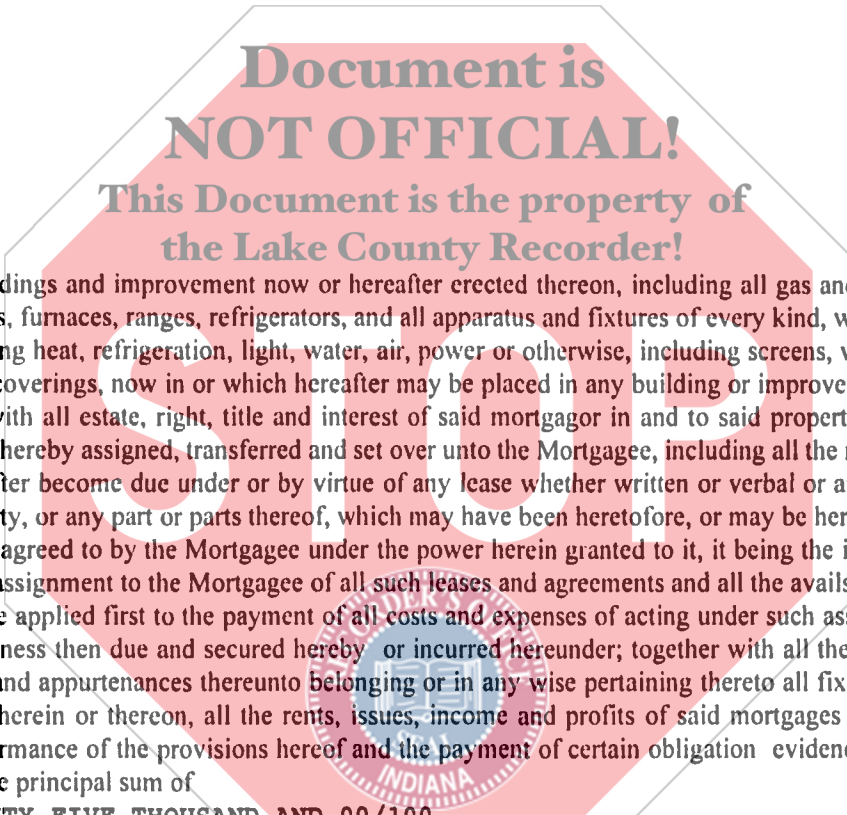 Document is
NOT OFFICIAL!
This Document is the property of
the Lake County Recorder!
dings and improvement now or hereafter erected thereon, including all gas and
s, furnaces, ranges, refrigerators, and all apparatus and fixtures of every kind, w
ng heat, refrigeration, light, water, air, power or otherwise, including screens, v
coverings, now in or which hereafter may be placed in any building or improve
with all estate, right, title and interest of said mortgagor in and to said propert
hereby assigned, transferred and set over unto the Mortgagee, including all the
ter become due under or by virtue of any lease whether written or verbal or a
ty, or any part or parts thereof, which may have been heretofore, or may be her
agreed to by the Mortgagee under the power herein granted to it, it being the i
assignment to the Mortgagee of all such leases and agreements and all the avails
e applied first to the payment of all costs and expenses of acting under such ass
ness then due and secured hereby or incurred hereunder; together with all the
and appurtenances thereunto belonging or in any wise pertaining thereto all fix
herein or thereon, all the rents, issues, income and profits of said mortgages
rmance of the provisions hereof and the payment of certain obligation evidenc
e principal sum of
TY FIVE THOUSAND AND 00/100
STOP
SEAL
INDIANA